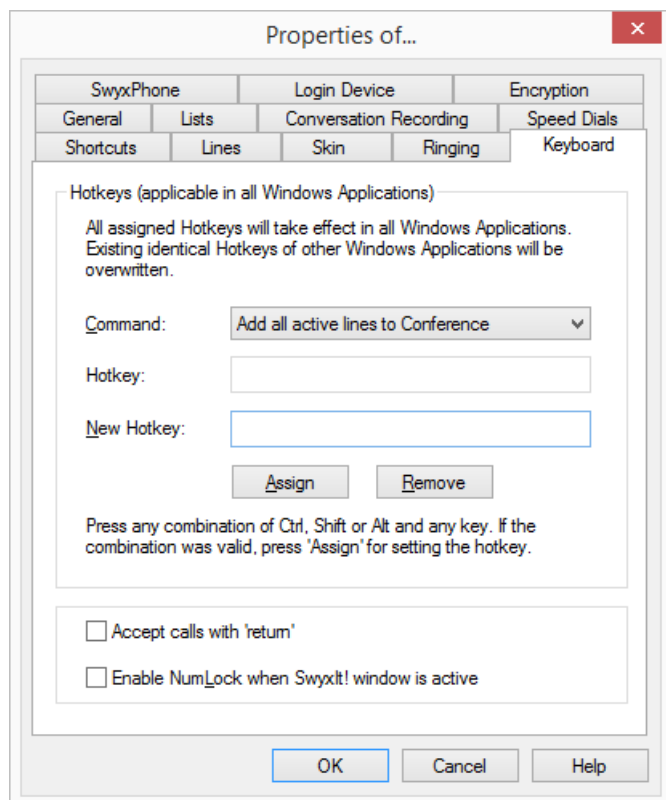 Properties of...
SwyxPhone Login Device Encryption
General Lists Conversation Recording Speed Dials
Shortcuts Lines Skin Ringing Keyboard
Hotkeys (applicable in all Windows Applications)
All assigned Hotkeys will take effect in all Windows Applications.
Existing identical Hotkeys of other Windows Applications will be
overwritten.
Command: Add all active lines to Conference
Hotkey:
New Hotkey:
Assign Remove
Press any combination of Ctrl, Shift or Alt and any key. If the
combination was valid, press 'Assign' for setting the hotkey.
Accept calls with 'return'
Enable NumLock when SwyxIt! window is active
OK Cancel Help